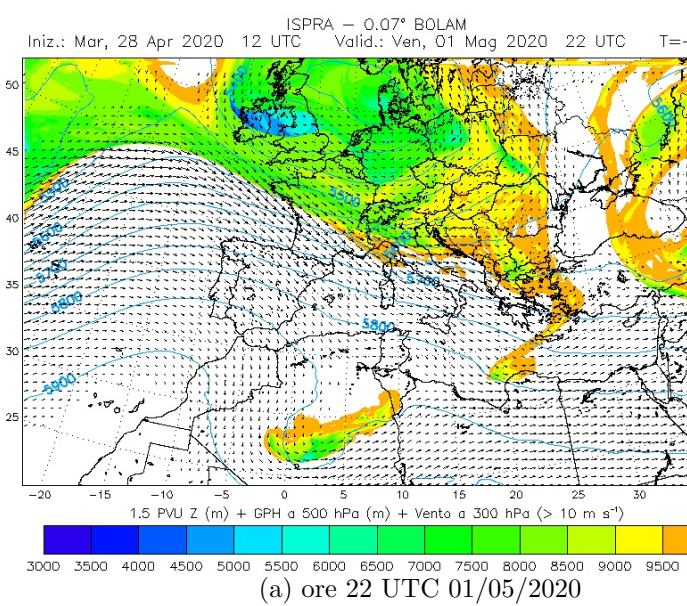 ISPRA – 0.07° BOLAM
Iniz.: Mar, 28 Apr 2020 12 UTC Valid.: Ven, 01 Mag 2020 22 UTC T=
50
45
40
35
30
25
5500
5600
5700
5800
5900
5500
5600
5700
5800
5600
-20 -15 -10 -5 0 5 10 15 20 25 30
1.5 PVU Z (m) + GPH a 500 hPa (m) + Vento a 300 hPa (> 10 m s⁻¹)
3000 3500 4000 4500 5000 5500 6000 6500 7000 7500 8000 8500 9000 9500
(a) ore 22 UTC 01/05/2020